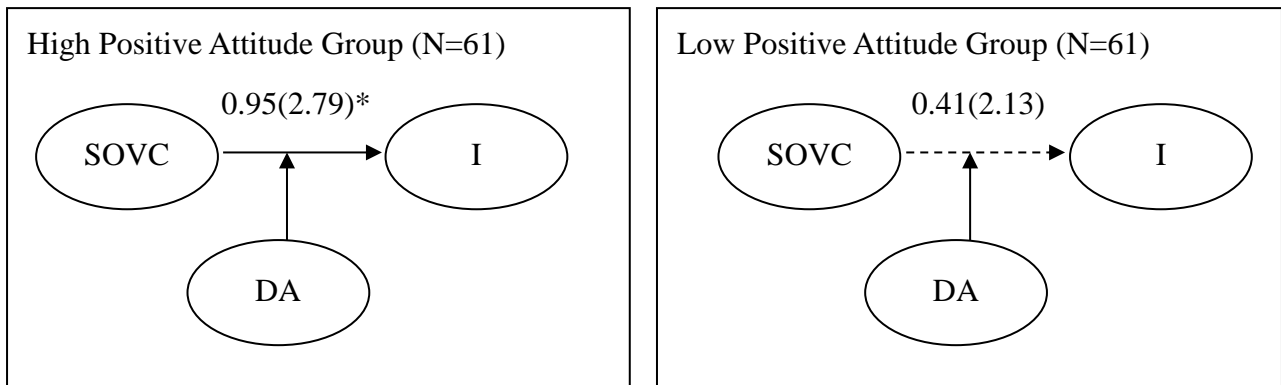 High Positive Attitude Group (N=61)
0.95(2.79)*
SOVC
I
DA
Low Positive Attitude Group (N=61)
0.41(2.13)
SOVC
I
DA